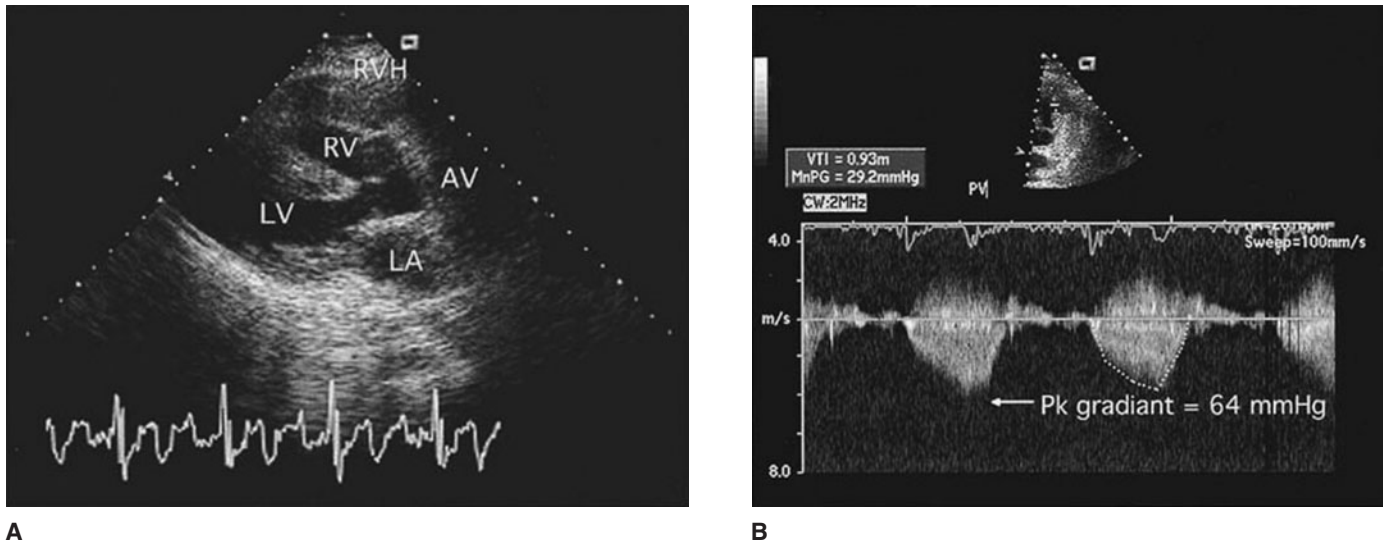 RVH
RV
AV
LV
LA
A
VTI = 0.93m
MnPG = 29.2mmHg
PV
CW:2MHz
4.0
Sweep=100mm/s
m/s
Pk gradiant = 64 mmHg
8.0
B